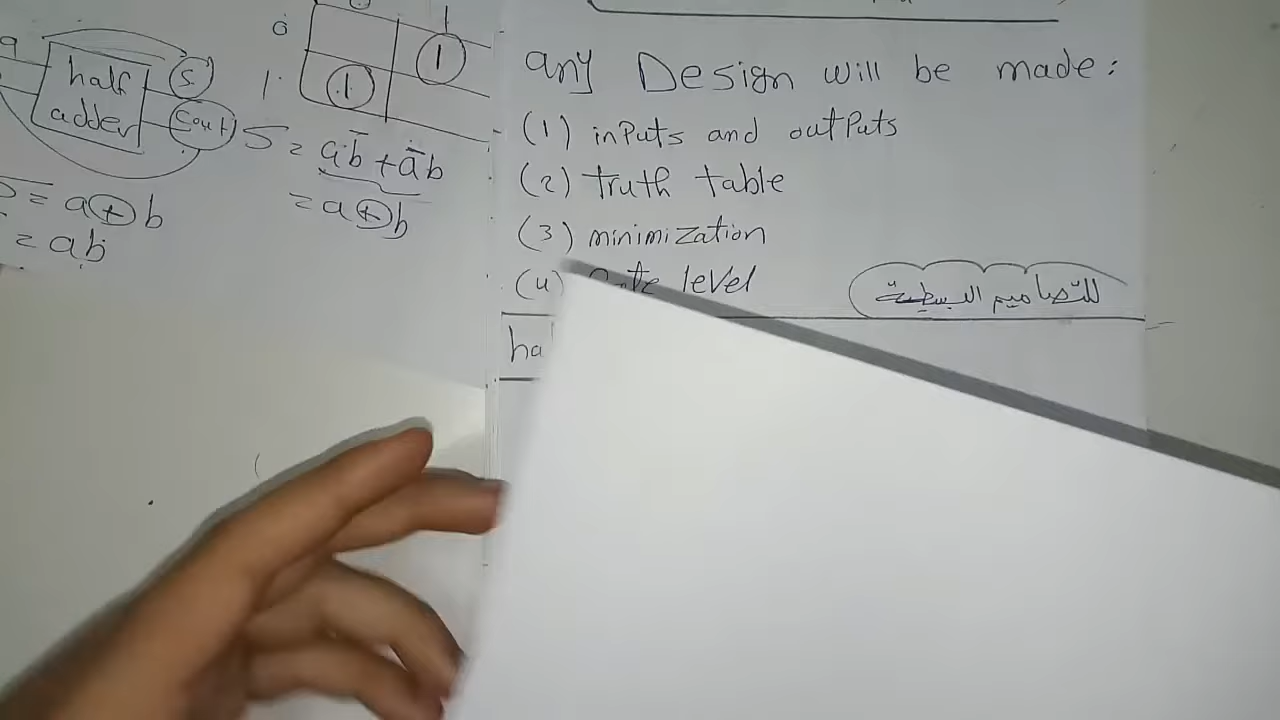 0 1
1 1
half
adder
S
Cout
S = ab̄ + āb
= a ⊕ b
= a ⊕ b
= ab
any Design will be made:
(1) inputs and outputs
(2) truth table
(3) minimization
(4) Gate level
للتصاميم البسيطة
ha